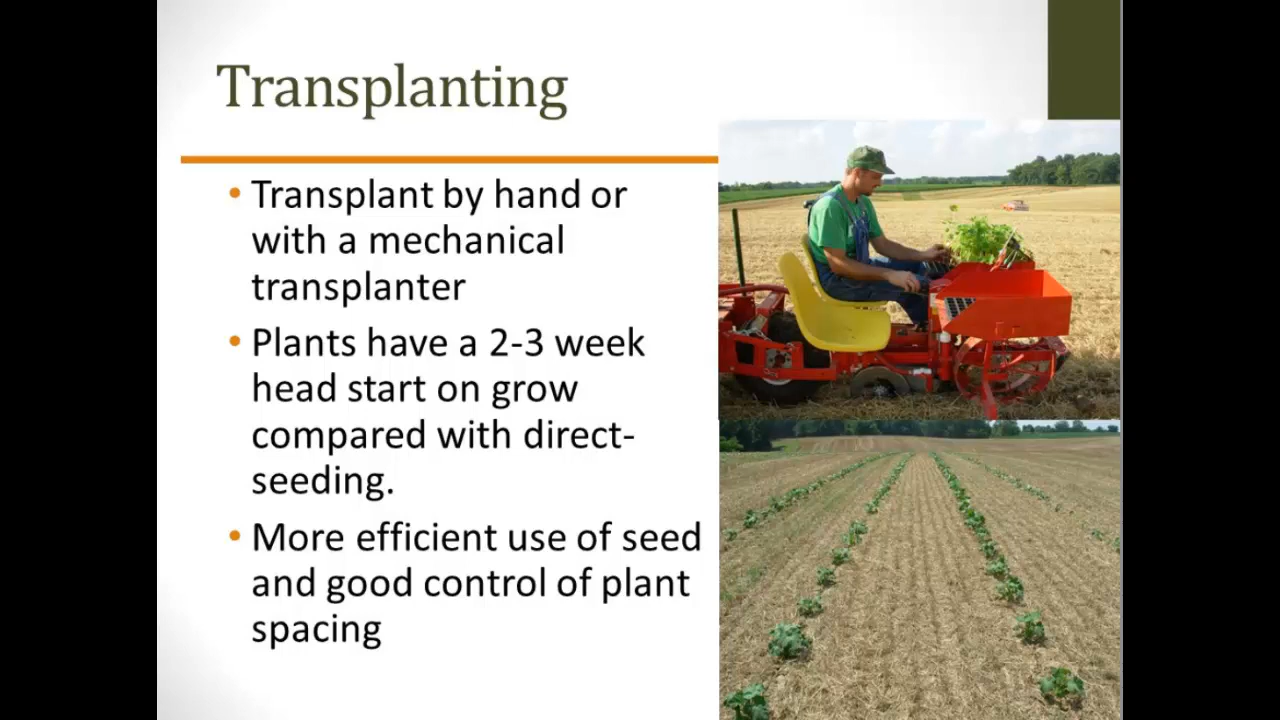 Transplanting
• Transplant by hand or
with a mechanical
transplanter
• Plants have a 2-3 week
head start on grow
compared with direct-
seeding.
• More efficient use of seed
and good control of plant
spacing